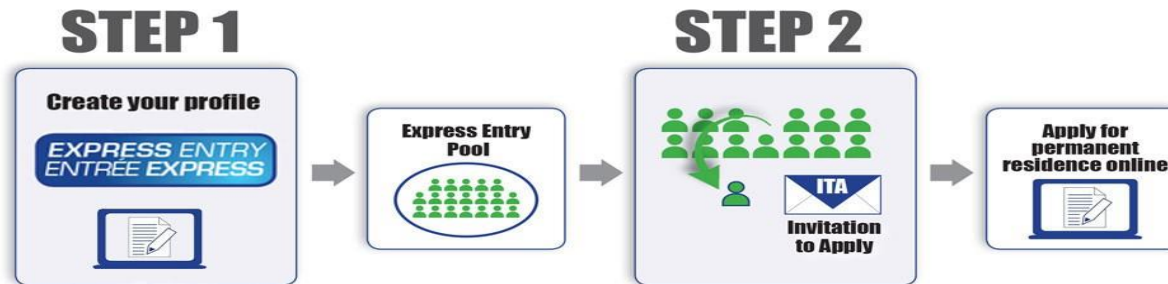 STEP 1
Create your profile
EXPRESS ENTRY
ENTRÉE EXPRESS
Express Entry
Pool
STEP 2
ITA
Invitation
to Apply
Apply for
permanent
residence online